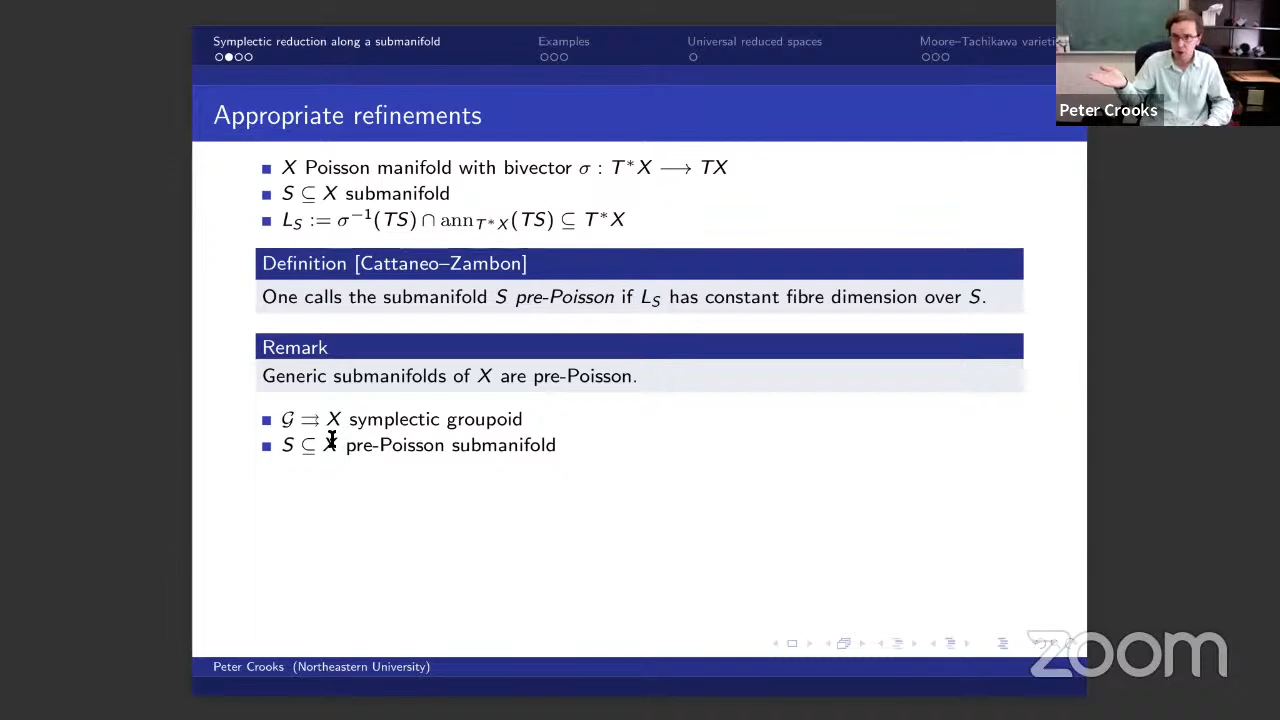 Symplectic reduction along a submanifold Examples Universal reduced spaces Moore–Tachikawa
Peter Crooks
Appropriate refinements
X Poisson manifold with bivector σ : T*X ⟶ TX
S ⊆ X submanifold
L_S := σ⁻¹(TS) ∩ ann_{T*X}(TS) ⊆ T*X
Definition [Cattaneo–Zambon]
One calls the submanifold S pre-Poisson if L_S has constant fibre dimension over S.
Remark
Generic submanifolds of X are pre-Poisson.
𝒢 ⇉ X symplectic groupoid
S ⊆ X pre-Poisson submanifold
zoom
Peter Crooks (Northeastern University)